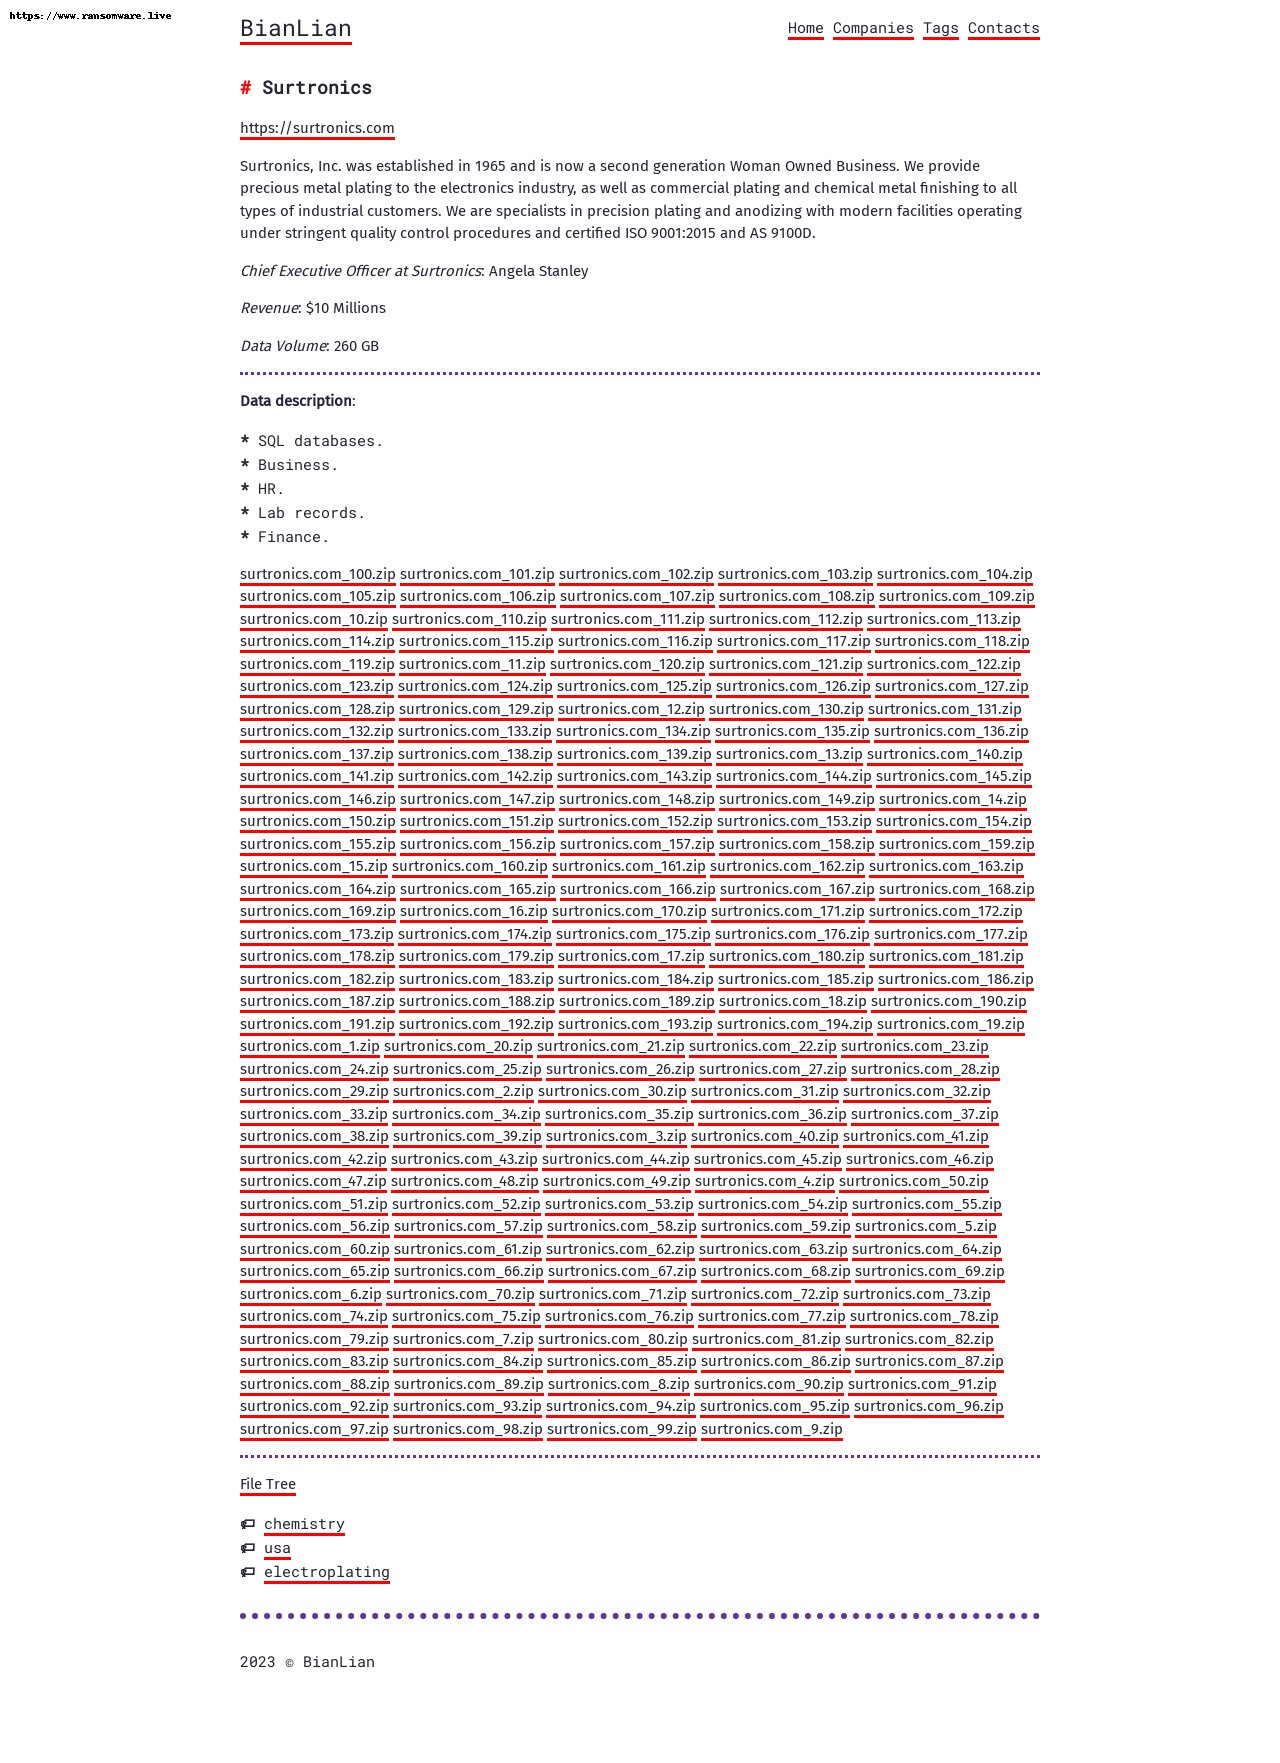 https://www.ransomware.live
BianLian
Home Companies Tags Contacts
# Surtronics
https://surtronics.com
Surtronics, Inc. was established in 1965 and is now a second generation Woman Owned Business. We provide
precious metal plating to the electronics industry, as well as commercial plating and chemical metal finishing to all
types of industrial customers. We are specialists in precision plating and anodizing with modern facilities operating
under stringent quality control procedures and certified ISO 9001:2015 and AS 9100D.
Chief Executive Officer at Surtronics: Angela Stanley
Revenue: $10 Millions
Data Volume: 260 GB
Data description:
* SQL databases.
* Business.
* HR.
* Lab records.
* Finance.
surtronics.com_100.zip surtronics.com_101.zip surtronics.com_102.zip surtronics.com_103.zip surtronics.com_104.zip
surtronics.com_105.zip surtronics.com_106.zip surtronics.com_107.zip surtronics.com_108.zip surtronics.com_109.zip
surtronics.com_10.zip surtronics.com_110.zip surtronics.com_111.zip surtronics.com_112.zip surtronics.com_113.zip
surtronics.com_114.zip surtronics.com_115.zip surtronics.com_116.zip surtronics.com_117.zip surtronics.com_118.zip
surtronics.com_119.zip surtronics.com_11.zip surtronics.com_120.zip surtronics.com_121.zip surtronics.com_122.zip
surtronics.com_123.zip surtronics.com_124.zip surtronics.com_125.zip surtronics.com_126.zip surtronics.com_127.zip
surtronics.com_128.zip surtronics.com_129.zip surtronics.com_12.zip surtronics.com_130.zip surtronics.com_131.zip
surtronics.com_132.zip surtronics.com_133.zip surtronics.com_134.zip surtronics.com_135.zip surtronics.com_136.zip
surtronics.com_137.zip surtronics.com_138.zip surtronics.com_139.zip surtronics.com_13.zip surtronics.com_140.zip
surtronics.com_141.zip surtronics.com_142.zip surtronics.com_143.zip surtronics.com_144.zip surtronics.com_145.zip
surtronics.com_146.zip surtronics.com_147.zip surtronics.com_148.zip surtronics.com_149.zip surtronics.com_14.zip
surtronics.com_150.zip surtronics.com_151.zip surtronics.com_152.zip surtronics.com_153.zip surtronics.com_154.zip
surtronics.com_155.zip surtronics.com_156.zip surtronics.com_157.zip surtronics.com_158.zip surtronics.com_159.zip
surtronics.com_15.zip surtronics.com_160.zip surtronics.com_161.zip surtronics.com_162.zip surtronics.com_163.zip
surtronics.com_164.zip surtronics.com_165.zip surtronics.com_166.zip surtronics.com_167.zip surtronics.com_168.zip
surtronics.com_169.zip surtronics.com_16.zip surtronics.com_170.zip surtronics.com_171.zip surtronics.com_172.zip
surtronics.com_173.zip surtronics.com_174.zip surtronics.com_175.zip surtronics.com_176.zip surtronics.com_177.zip
surtronics.com_178.zip surtronics.com_179.zip surtronics.com_17.zip surtronics.com_180.zip surtronics.com_181.zip
surtronics.com_182.zip surtronics.com_183.zip surtronics.com_184.zip surtronics.com_185.zip surtronics.com_186.zip
surtronics.com_187.zip surtronics.com_188.zip surtronics.com_189.zip surtronics.com_18.zip surtronics.com_190.zip
surtronics.com_191.zip surtronics.com_192.zip surtronics.com_193.zip surtronics.com_194.zip surtronics.com_19.zip
surtronics.com_1.zip surtronics.com_20.zip surtronics.com_21.zip surtronics.com_22.zip surtronics.com_23.zip
surtronics.com_24.zip surtronics.com_25.zip surtronics.com_26.zip surtronics.com_27.zip surtronics.com_28.zip
surtronics.com_29.zip surtronics.com_2.zip surtronics.com_30.zip surtronics.com_31.zip surtronics.com_32.zip
surtronics.com_33.zip surtronics.com_34.zip surtronics.com_35.zip surtronics.com_36.zip surtronics.com_37.zip
surtronics.com_38.zip surtronics.com_39.zip surtronics.com_3.zip surtronics.com_40.zip surtronics.com_41.zip
surtronics.com_42.zip surtronics.com_43.zip surtronics.com_44.zip surtronics.com_45.zip surtronics.com_46.zip
surtronics.com_47.zip surtronics.com_48.zip surtronics.com_49.zip surtronics.com_4.zip surtronics.com_50.zip
surtronics.com_51.zip surtronics.com_52.zip surtronics.com_53.zip surtronics.com_54.zip surtronics.com_55.zip
surtronics.com_56.zip surtronics.com_57.zip surtronics.com_58.zip surtronics.com_59.zip surtronics.com_5.zip
surtronics.com_60.zip surtronics.com_61.zip surtronics.com_62.zip surtronics.com_63.zip surtronics.com_64.zip
surtronics.com_65.zip surtronics.com_66.zip surtronics.com_67.zip surtronics.com_68.zip surtronics.com_69.zip
surtronics.com_6.zip surtronics.com_70.zip surtronics.com_71.zip surtronics.com_72.zip surtronics.com_73.zip
surtronics.com_74.zip surtronics.com_75.zip surtronics.com_76.zip surtronics.com_77.zip surtronics.com_78.zip
surtronics.com_79.zip surtronics.com_7.zip surtronics.com_80.zip surtronics.com_81.zip surtronics.com_82.zip
surtronics.com_83.zip surtronics.com_84.zip surtronics.com_85.zip surtronics.com_86.zip surtronics.com_87.zip
surtronics.com_88.zip surtronics.com_89.zip surtronics.com_8.zip surtronics.com_90.zip surtronics.com_91.zip
surtronics.com_92.zip surtronics.com_93.zip surtronics.com_94.zip surtronics.com_95.zip surtronics.com_96.zip
surtronics.com_97.zip surtronics.com_98.zip surtronics.com_99.zip surtronics.com_9.zip
File Tree
chemistry
usa
electroplating
2023 © BianLian